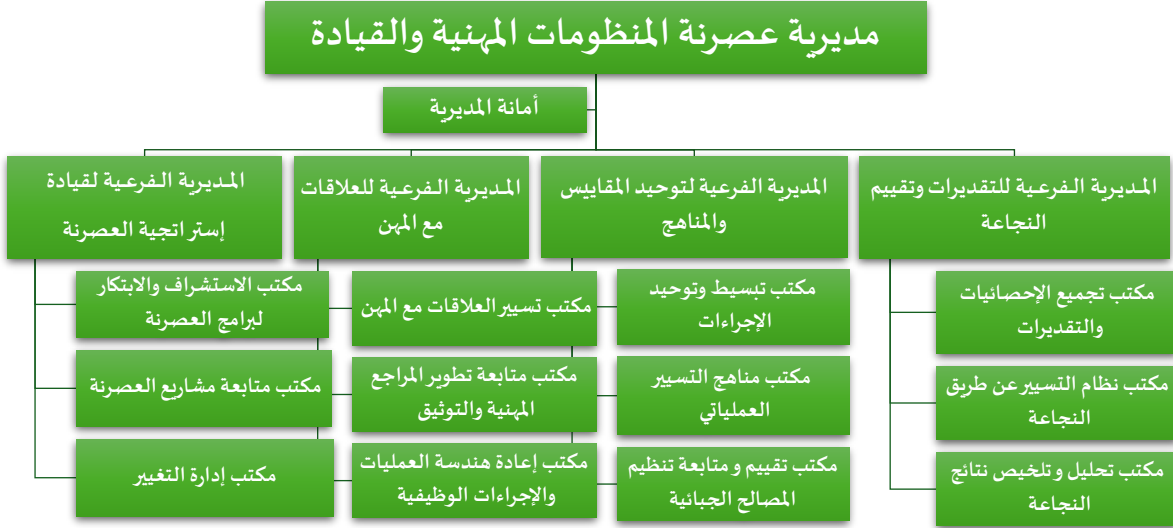 مديرية عصرنة المنظومات المهنية والقيادة
أمانة المديرية
المديرية الفرعية للتقديرات وتقييم
النجاعة
المديرية الفرعية لتوحيد المقاييس
والمناهج
المديرية الفرعية للعلاقات
مع المهن
المديرية الفرعية لقيادة
إستراتجية العصرنة
مكتب تجميع الإحصائيات
والتقديرات
مكتب نظام التسيير عن طريق
النجاعة
مكتب تحليل وتلخيص نتائج
النجاعة
مكتب تبسيط وتوحيد
الإجراءات
مكتب مناهج التسيير
العملياتي
مكتب تقييم ومتابعة تنظيم
المصالح الجبائية
مكتب تسيير العلاقات مع المهن
مكتب متابعة تطوير المراجع
المهنية والتوثيق
مكتب إعادة هندسة العمليات
والإجراءات الوظيفية
مكتب الاستشراف والابتكار
لبرامج العصرنة
مكتب متابعة مشاريع العصرنة
مكتب إدارة التغيير